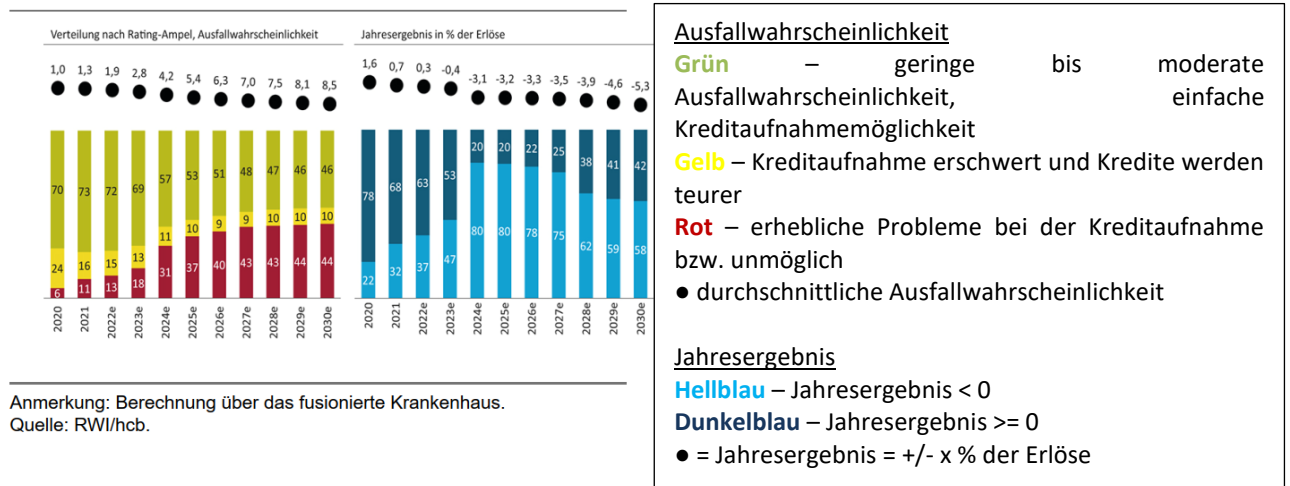 Verteilung nach Rating-Ampel, Ausfallwahrscheinlichkeit
1,0 1,3 1,9 2,8 4,2 5,4 6,3 7,0 7,5 8,1 8,5
70 73 72 69 57 53 51 48 47 46 46
24 16 15 13 11 10 9 9 10 10 10
6 11 13 18 31 37 40 43 43 44 44
2020 2021 2022e 2023e 2024e 2025e 2026e 2027e 2028e 2029e 2030e
Jahresergebnis in % der Erlöse
1,6 0,7 0,3 -0,4 -3,1 -3,2 -3,3 -3,5 -3,9 -4,6 -5,3
78 68 63 53 20 20 22 25 38 41 42
22 32 37 47 80 80 78 75 62 59 58
2020 2021 2022e 2023e 2024e 2025e 2026e 2027e 2028e 2029e 2030e
Anmerkung: Berechnung über das fusionierte Krankenhaus.
Quelle: RWI/hcb.
Ausfallwahrscheinlichkeit
Grün – geringe bis moderate
Ausfallwahrscheinlichkeit, einfache
Kreditaufnahmemöglichkeit
Gelb – Kreditaufnahme erschwert und Kredite werden
teurer
Rot – erhebliche Probleme bei der Kreditaufnahme
bzw. unmöglich
● durchschnittliche Ausfallwahrscheinlichkeit
Jahresergebnis
Hellblau – Jahresergebnis < 0
Dunkelblau – Jahresergebnis >= 0
● = Jahresergebnis = +/- x % der Erlöse